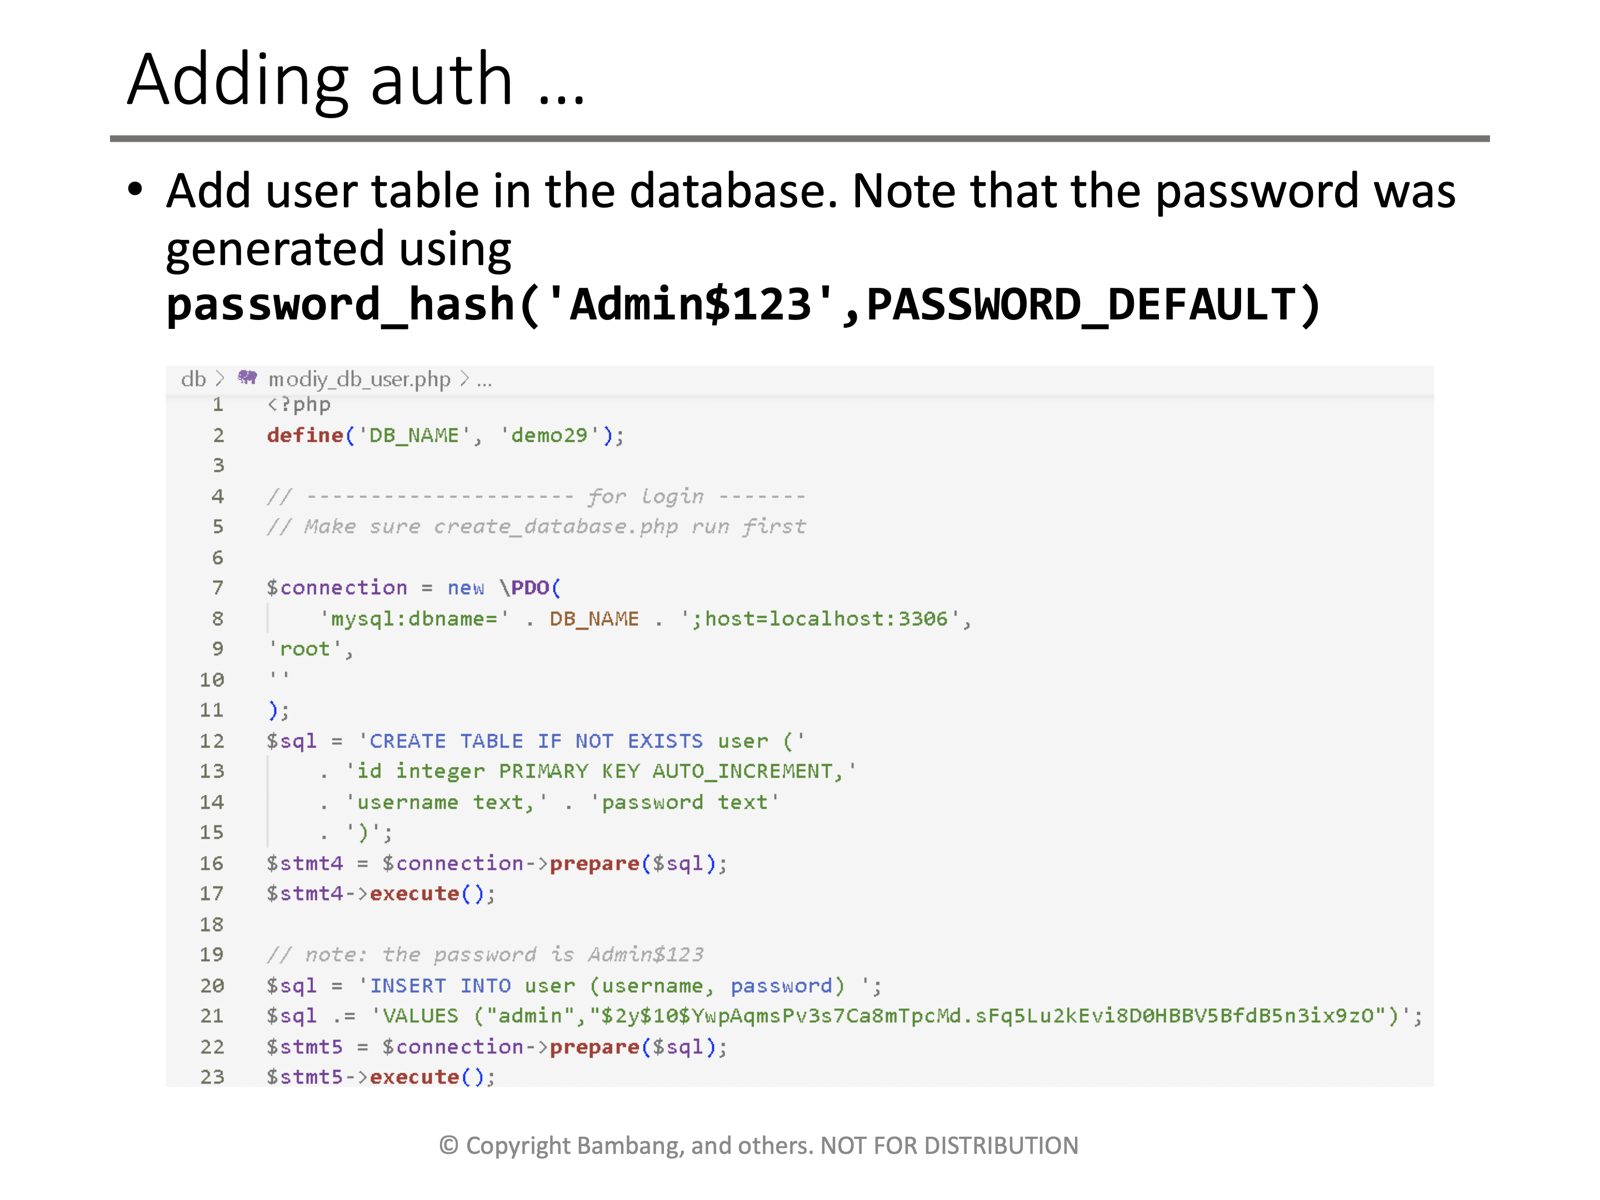 Adding auth ...
• Add user table in the database. Note that the password was
generated using
password_hash('Admin$123',PASSWORD_DEFAULT)
db > modiy_db_user.php > ...
1 <?php
2 define('DB_NAME', 'demo29');
3
4 // --------------------- for login -------
5 // Make sure create_database.php run first
6
7 $connection = new \PDO(
8 'mysql:dbname=' . DB_NAME . ';host=localhost:3306',
9 'root',
10 ''
11 );
12 $sql = 'CREATE TABLE IF NOT EXISTS user ('
13 . 'id integer PRIMARY KEY AUTO_INCREMENT,'
14 . 'username text,' . 'password text'
15 . ')';
16 $stmt4 = $connection->prepare($sql);
17 $stmt4->execute();
18
19 // note: the password is Admin$123
20 $sql = 'INSERT INTO user (username, password) ';
21 $sql .= 'VALUES ("admin","$2y$10$YwpAqmsPv3s7Ca8mTpcMd.sFq5Lu2kEvi8D0HBBV5BfdB5n3ix9zO")';
22 $stmt5 = $connection->prepare($sql);
23 $stmt5->execute();
© Copyright Bambang, and others. NOT FOR DISTRIBUTION